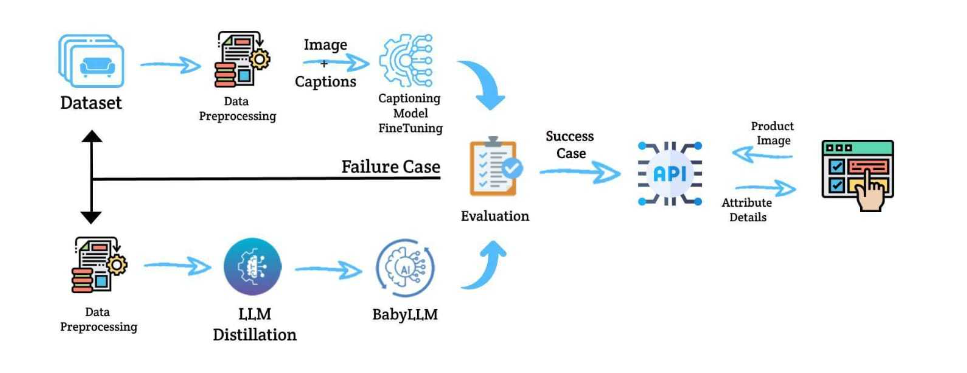 Dataset
Data
Preprocessing
Image
+
Captions
Captioning
Model
FineTuning
Failure Case
Evaluation
Success
Case
API
Product
Image
Attribute
Details
Data
Preprocessing
LLM
Distillation
AI
BabyLLM